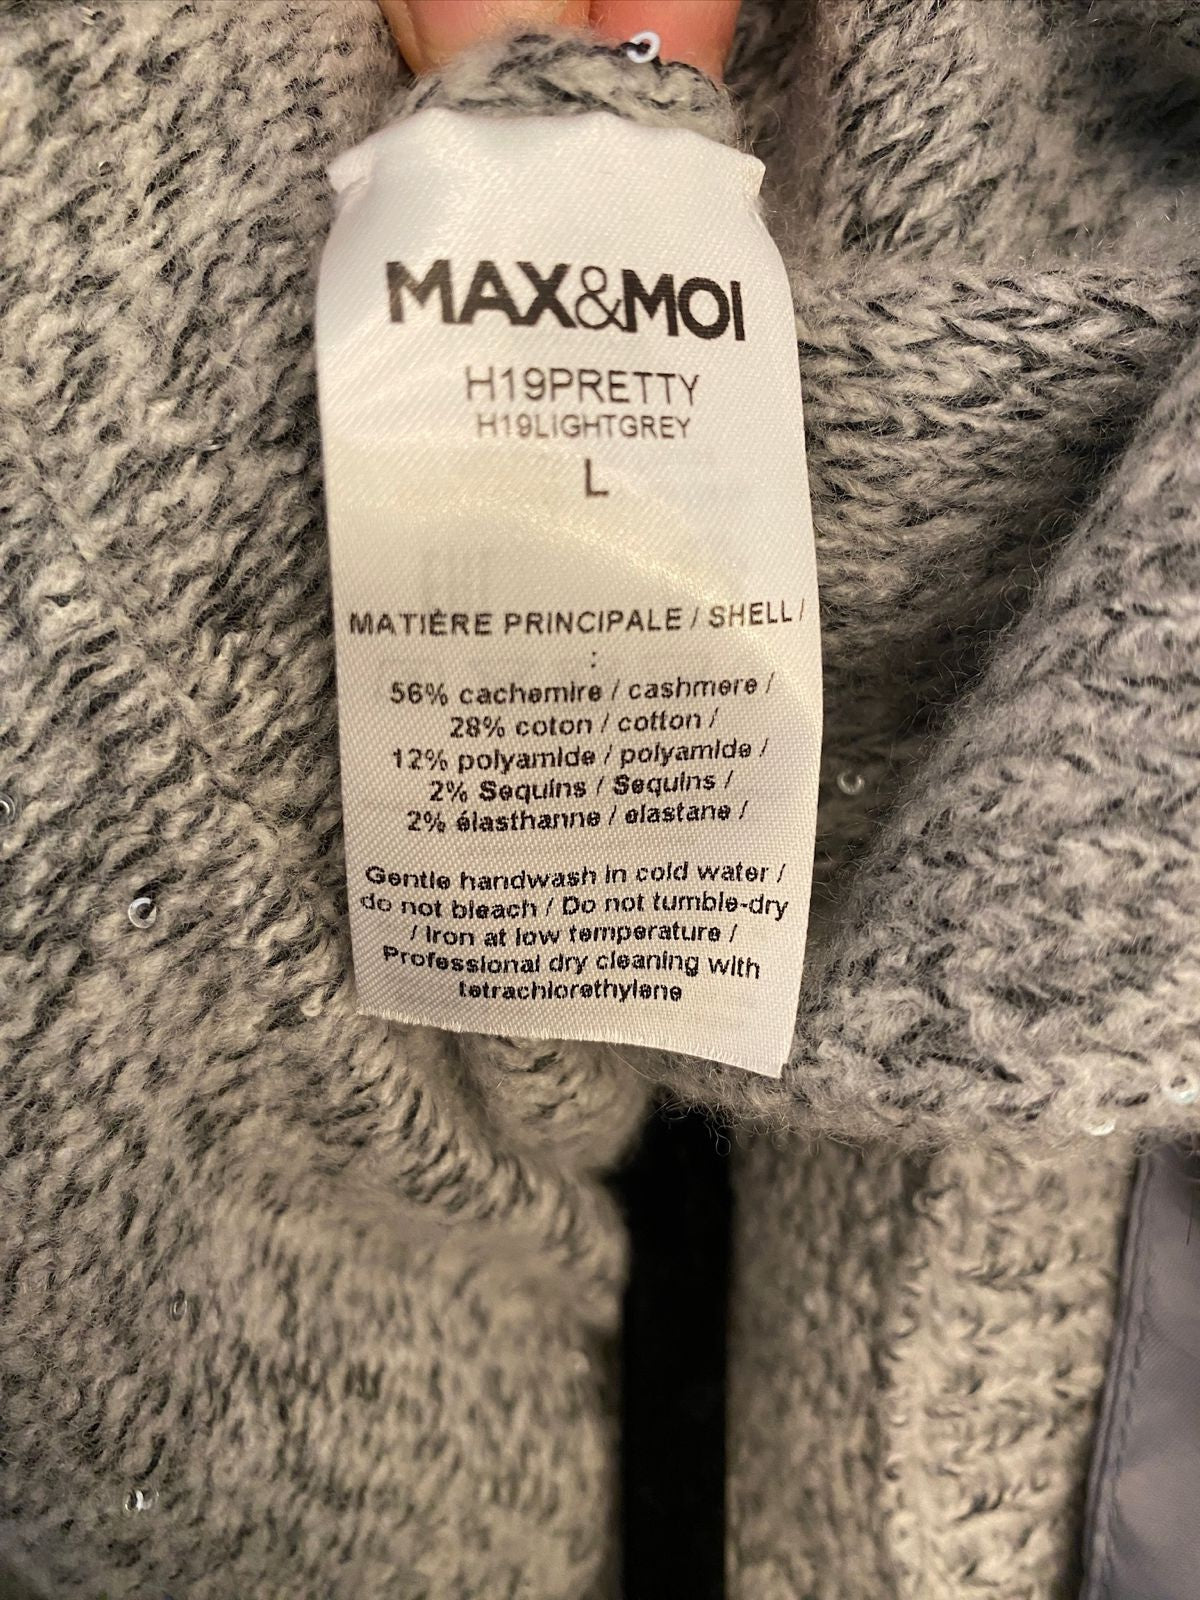 MAX&MOI
H19PRETTY
H19LIGHTGREY
L
MATIÈRE PRINCIPALE / SHELL /
:
56% cachemire / cashmere /
28% coton / cotton /
12% polyamide / polyamide /
2% Sequins / Sequins /
2% élasthanne / elastane /
Gentle handwash in cold water /
do not bleach / Do not tumble-dry
/ Iron at low temperature /
Professional dry cleaning with
tetrachlorethylene